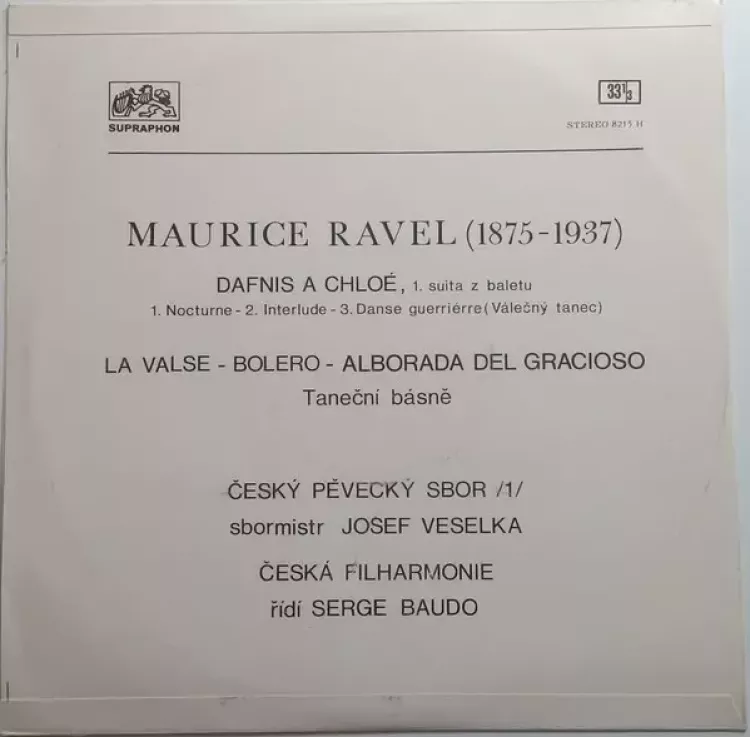 SUPRAPHON
33 1/3
STEREO 8215 H
MAURICE RAVEL (1875-1937)
DAFNIS A CHLOÉ, 1. suita z baletu
1. Nocturne - 2. Interlude - 3. Danse guerriérre (Válečný tanec)
LA VALSE - BOLERO - ALBORADA DEL GRACIOSO
Taneční básně
ČESKÝ PĚVECKÝ SBOR /1/
sbormistr JOSEF VESELKA
ČESKÁ FILHARMONIE
řídí SERGE BAUDO